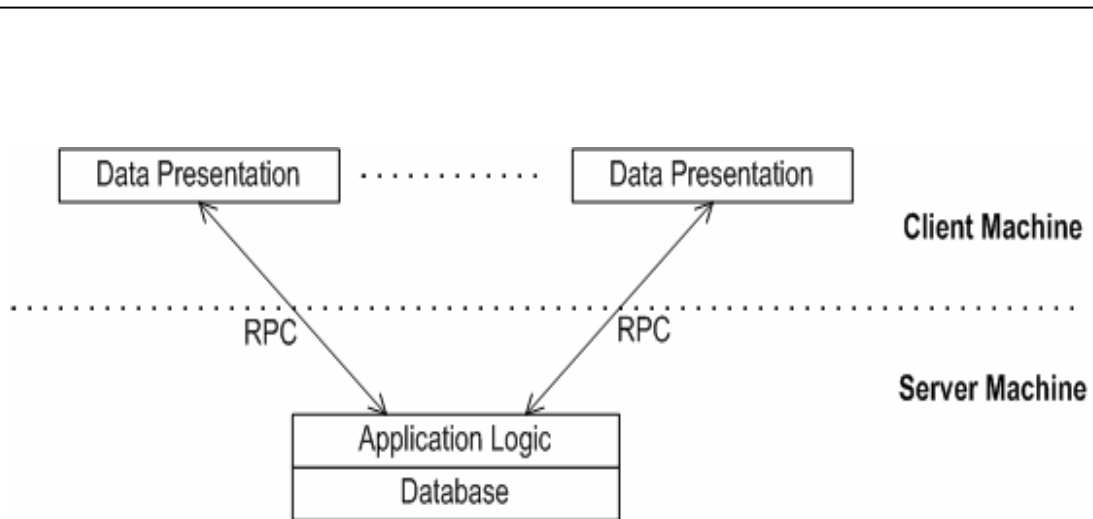 Data Presentation
Data Presentation
Client Machine
RPC
RPC
Server Machine
Application Logic
Database